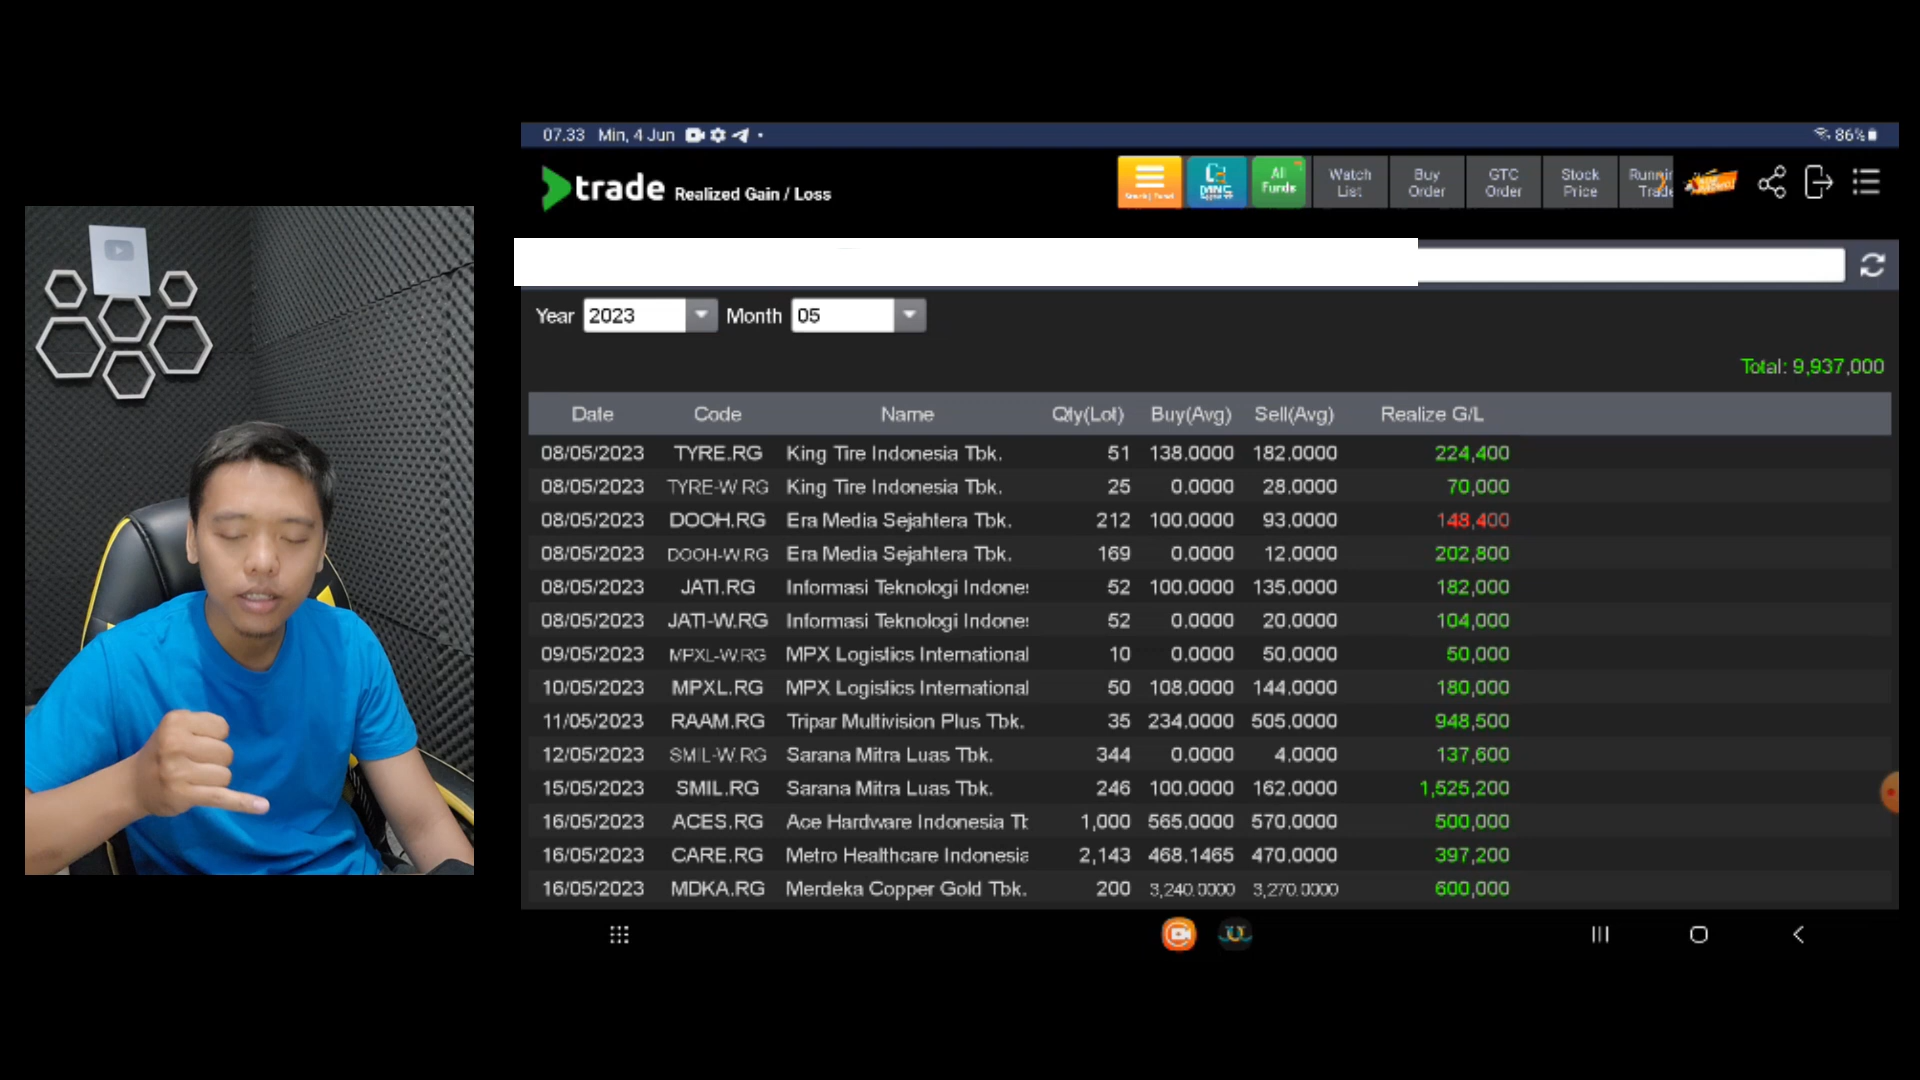 07.33 Min, 4 Jun
86%
trade Realized Gain / Loss
MNC
All Funds
Watch List
Buy Order
GTC Order
Stock Price
Trade
Year 2023 Month 05
Total: 9,937,000
Date Code Name Qty(Lot) Buy(Avg) Sell(Avg) Realize G/L
08/05/2023 TYRE.RG King Tire Indonesia Tbk. 51 138.0000 182.0000 224,400
08/05/2023 TYRE-W.RG King Tire Indonesia Tbk. 25 0.0000 28.0000 70,000
08/05/2023 DOOH.RG Era Media Sejahtera Tbk. 212 100.0000 93.0000 148,400
08/05/2023 DOOH-W.RG Era Media Sejahtera Tbk. 169 0.0000 12.0000 202,800
08/05/2023 JATI.RG Informasi Teknologi Indone 52 100.0000 135.0000 182,000
08/05/2023 JATI-W.RG Informasi Teknologi Indone 52 0.0000 20.0000 104,000
09/05/2023 MPXL-W.RG MPX Logistics International 10 0.0000 50.0000 50,000
10/05/2023 MPXL.RG MPX Logistics International 50 108.0000 144.0000 180,000
11/05/2023 RAAM.RG Tripar Multivision Plus Tbk. 35 234.0000 505.0000 948,500
12/05/2023 SMIL-W.RG Sarana Mitra Luas Tbk. 344 0.0000 4.0000 137,600
15/05/2023 SMIL.RG Sarana Mitra Luas Tbk. 246 100.0000 162.0000 1,525,200
16/05/2023 ACES.RG Ace Hardware Indonesia Tb 1,000 565.0000 570.0000 500,000
16/05/2023 CARE.RG Metro Healthcare Indonesia 2,143 468.1465 470.0000 397,200
16/05/2023 MDKA.RG Merdeka Copper Gold Tbk. 200 3,240.0000 3,270.0000 600,000